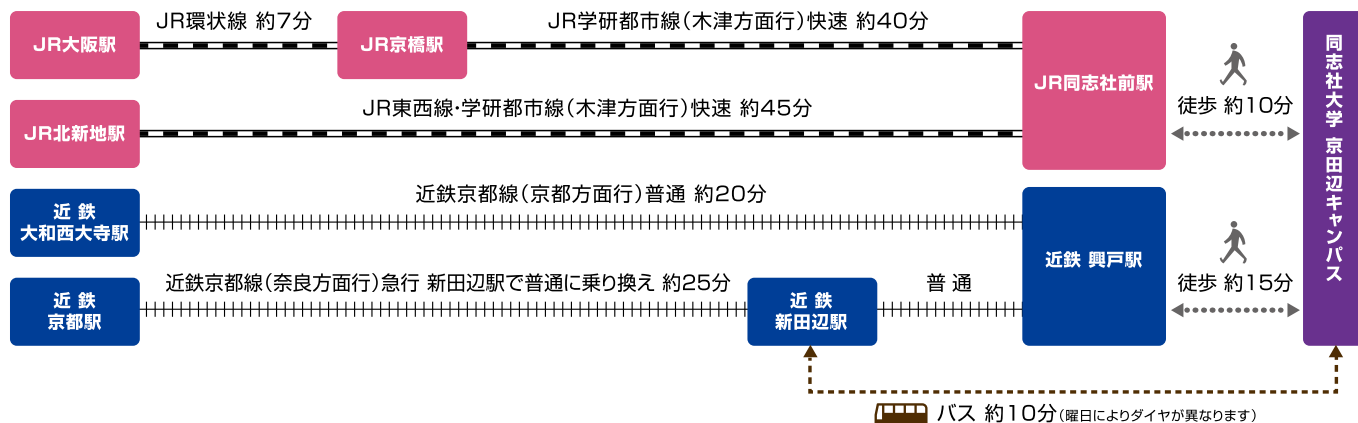 JR環状線 約7分
JR学研都市線(木津方面行)快速 約40分
JR大阪駅
JR京橋駅
JR同志社前駅
徒歩 約10分
同志社大学 京田辺キャンパス
JR東西線・学研都市線(木津方面行)快速 約45分
JR北新地駅
近鉄京都線(京都方面行)普通 約20分
近 鉄
大和西大寺駅
近鉄 興戸駅
徒歩 約15分
近鉄京都線(奈良方面行)急行 新田辺駅で普通に乗り換え 約25分
普 通
近 鉄
京都駅
近 鉄
新田辺駅
バス 約10分(曜日によりダイヤが異なります)